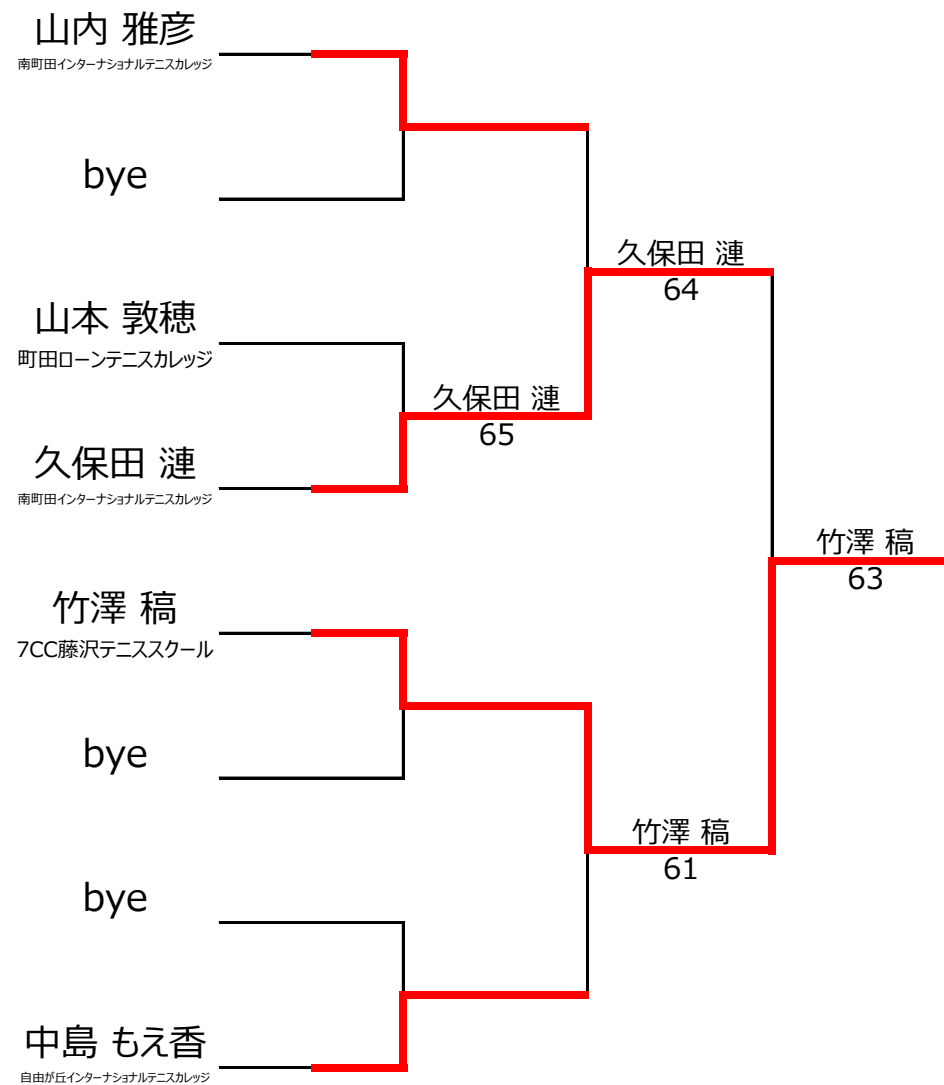 山内 雅彦
南町田インターナショナルテニスカレッジ
bye
久保田 漣
64
山本 敦穂
町田ローンテニスカレッジ
久保田 漣
65
久保田 漣
南町田インターナショナルテニスカレッジ
竹澤 稿
63
竹澤 稿
7CC藤沢テニススクール
bye
竹澤 稿
61
bye
中島 もえ香
自由が丘インターナショナルテニスカレッジ